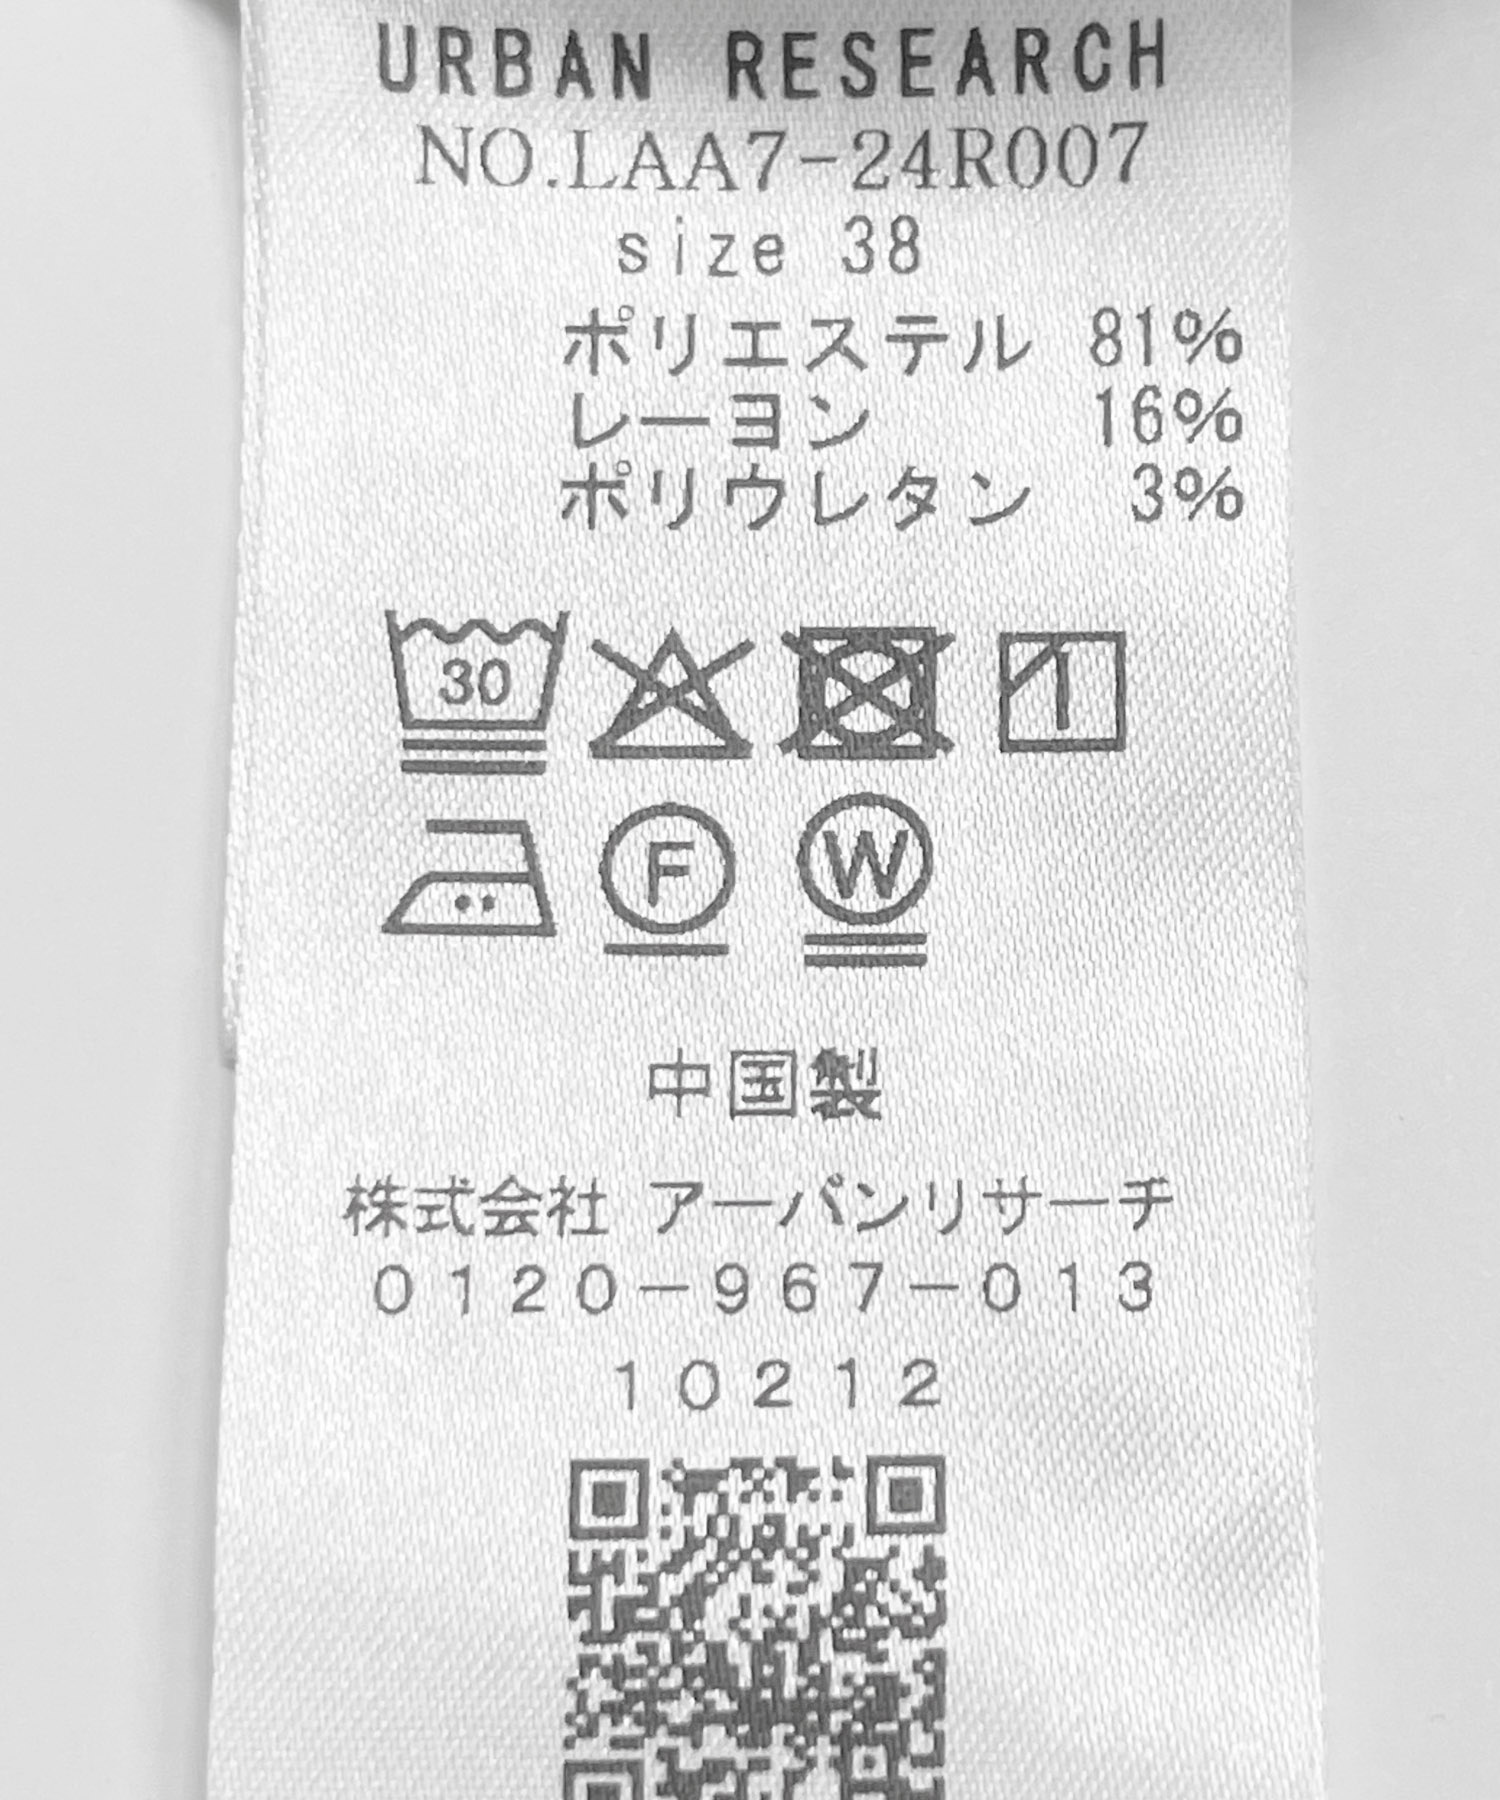 URBAN RESEARCH
NO.LAA7-24R007
size 38
ポリエステル 81%
レーヨン 16%
ポリウレタン 3%
30
F
W
中国製
株式会社 アーバンリサーチ
0120-967-013
10212